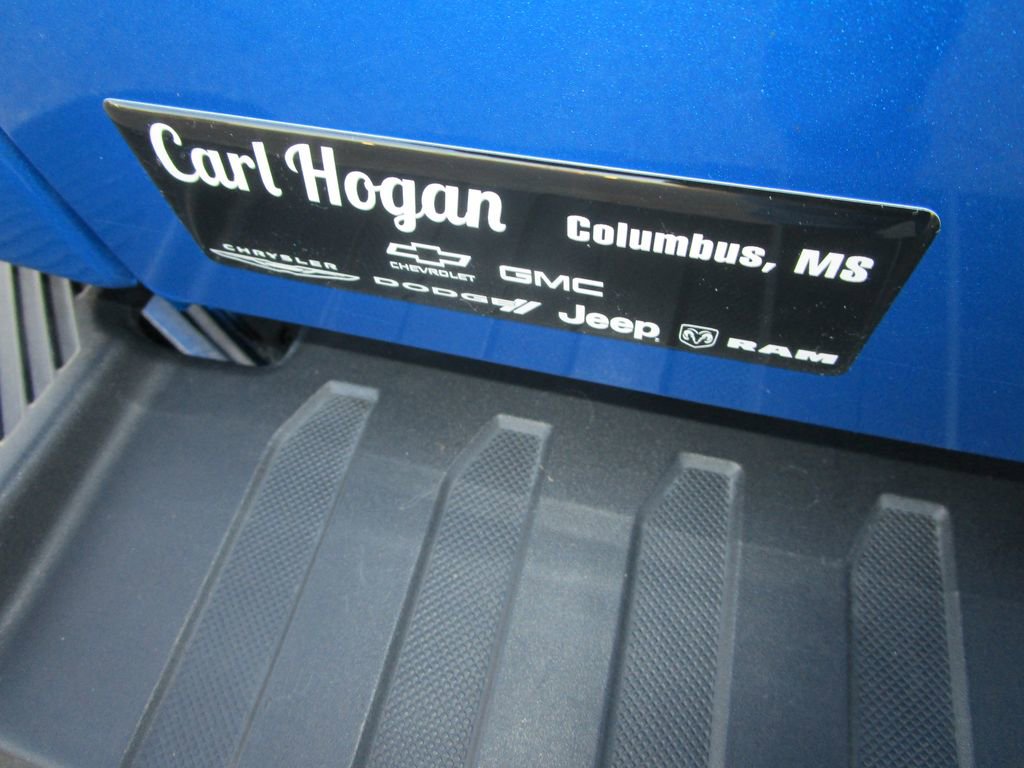 Carl Hogan
Columbus, MS
CHRYSLER
CHEVROLET
GMC
DODGE
Jeep
RAM